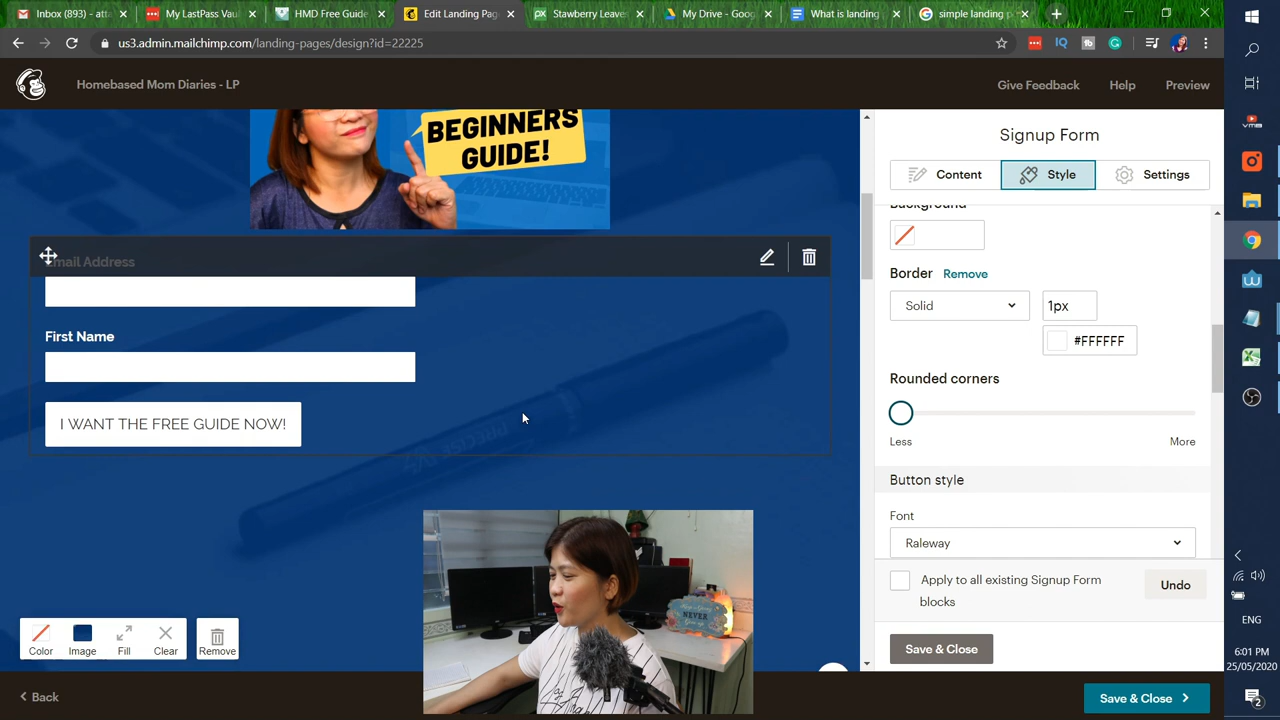 Inbox (893) - atta
My LastPass Vau
HMD Free Guide
Edit Landing Pag
Stawberry Leave
My Drive - Goog
What is landing
simple landing p
us3.admin.mailchimp.com/landing-pages/design?id=22225
Homebased Mom Diaries - LP
Give Feedback
Help
Preview
BEGINNERS
GUIDE!
Email Address
First Name
I WANT THE FREE GUIDE NOW!
Signup Form
Content
Style
Settings
Background
Border
Remove
Solid
1px
#FFFFFF
Rounded corners
Less
More
Button style
Font
Raleway
Apply to all existing Signup Form
blocks
Undo
Save & Close
Color
Image
Fill
Clear
Remove
Back
Save & Close
ENG
6:01 PM
25/05/2020
2